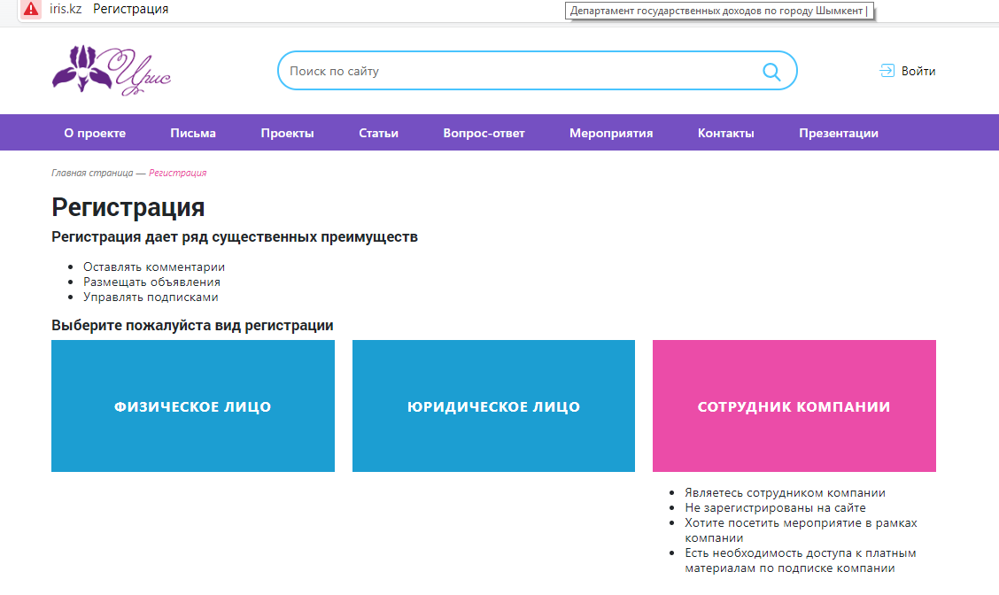 iris.kz Регистрация
Департамент государственных доходов по городу Шымкент |
Ирис
Поиск по сайту
Войти
О проекте Письма Проекты Статьи Вопрос-ответ Мероприятия Контакты Презентации
Главная страница — Регистрация
Регистрация
Регистрация дает ряд существенных преимуществ
Оставлять комментарии
Размещать объявления
Управлять подписками
Выберите пожалуйста вид регистрации
ФИЗИЧЕСКОЕ ЛИЦО
ЮРИДИЧЕСКОЕ ЛИЦО
СОТРУДНИК КОМПАНИИ
Являетесь сотрудником компании
Не зарегистрированы на сайте
Хотите посетить мероприятие в рамках
компании
Есть необходимость доступа к платным
материалам по подписке компании